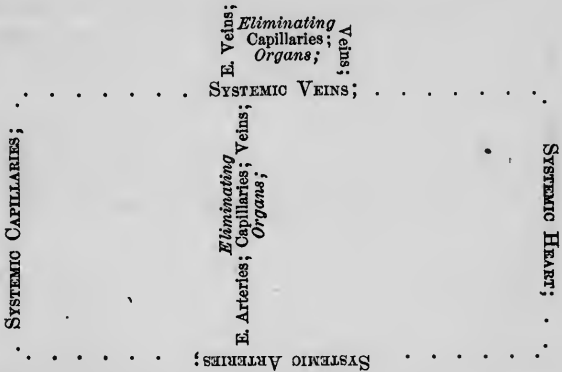 E. Veins;
Eliminating
Capillaries;
Organs;
Veins;
SYSTEMIC VEINS;
SYSTEMIC CAPILLARIES;
E. Arteries; Capillaries; Veins;
Eliminating
Organs;
SYSTEMIC HEART;
SYSTEMIC ARTERIES;